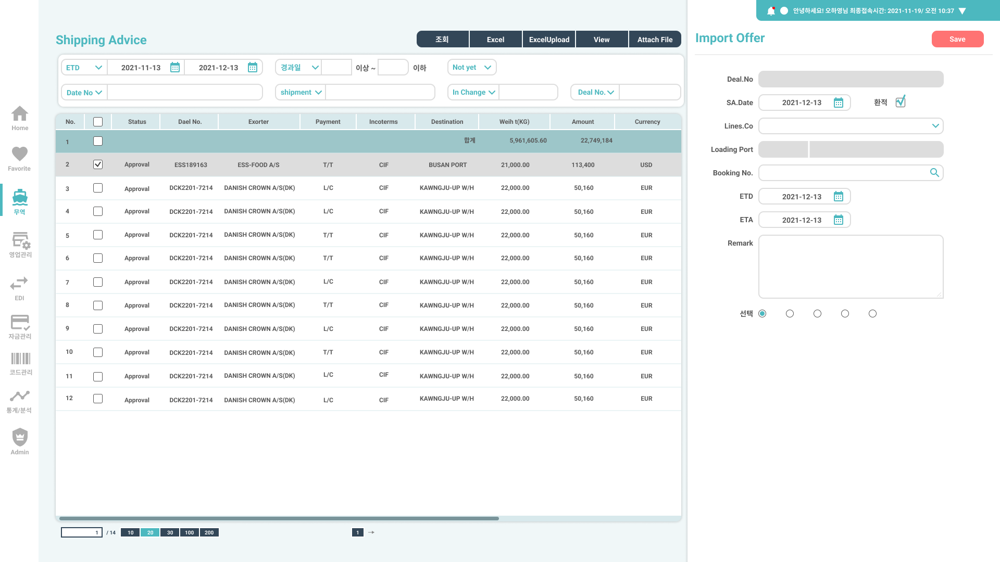 안녕하세요! 오하영님 최종접속시간: 2021-11-19/ 오전 10:37
Home
Favorite
무역
영업관리
EDI
자금관리
코드관리
통계/분석
Admin
Shipping Advice
조회 Excel ExcelUpload View Attach File
ETD 2021-11-13 2021-12-13 경과일 이상 ~ 이하 Not yet
Date No shipment In Change Deal No.
No. Status Dael No. Exorter Payment Incoterms Destination Weih t(KG) Amount Currency
1 합계 5,961,605.60 22,749,184
2 Approval ESS189163 ESS-FOOD A/S T/T CIF BUSAN PORT 21,000.00 113,400 USD
3 Approval DCK2201-7214 DANISH CROWN A/S(DK) L/C CIF KAWNGJU-UP W/H 22,000.00 50,160 EUR
4 Approval DCK2201-7214 DANISH CROWN A/S(DK) L/C CIF KAWNGJU-UP W/H 22,000.00 50,160 EUR
5 Approval DCK2201-7214 DANISH CROWN A/S(DK) T/T CIF KAWNGJU-UP W/H 22,000.00 50,160 EUR
6 Approval DCK2201-7214 DANISH CROWN A/S(DK) T/T CIF KAWNGJU-UP W/H 22,000.00 50,160 EUR
7 Approval DCK2201-7214 DANISH CROWN A/S(DK) L/C CIF KAWNGJU-UP W/H 22,000.00 50,160 EUR
8 Approval DCK2201-7214 DANISH CROWN A/S(DK) T/T CIF KAWNGJU-UP W/H 22,000.00 50,160 EUR
9 Approval DCK2201-7214 DANISH CROWN A/S(DK) L/C CIF KAWNGJU-UP W/H 22,000.00 50,160 EUR
10 Approval DCK2201-7214 DANISH CROWN A/S(DK) T/T CIF KAWNGJU-UP W/H 22,000.00 50,160 EUR
11 Approval DCK2201-7214 DANISH CROWN A/S(DK) L/C CIF KAWNGJU-UP W/H 22,000.00 50,160 EUR
12 Approval DCK2201-7214 DANISH CROWN A/S(DK) L/C CIF KAWNGJU-UP W/H 22,000.00 50,160 EUR
1 / 14 10 20 30 100 200 1
Import Offer Save
Deal.No
SA.Date 2021-12-13 환적
Lines.Co
Loading Port
Booking No.
ETD 2021-12-13
ETA 2021-12-13
Remark
선택